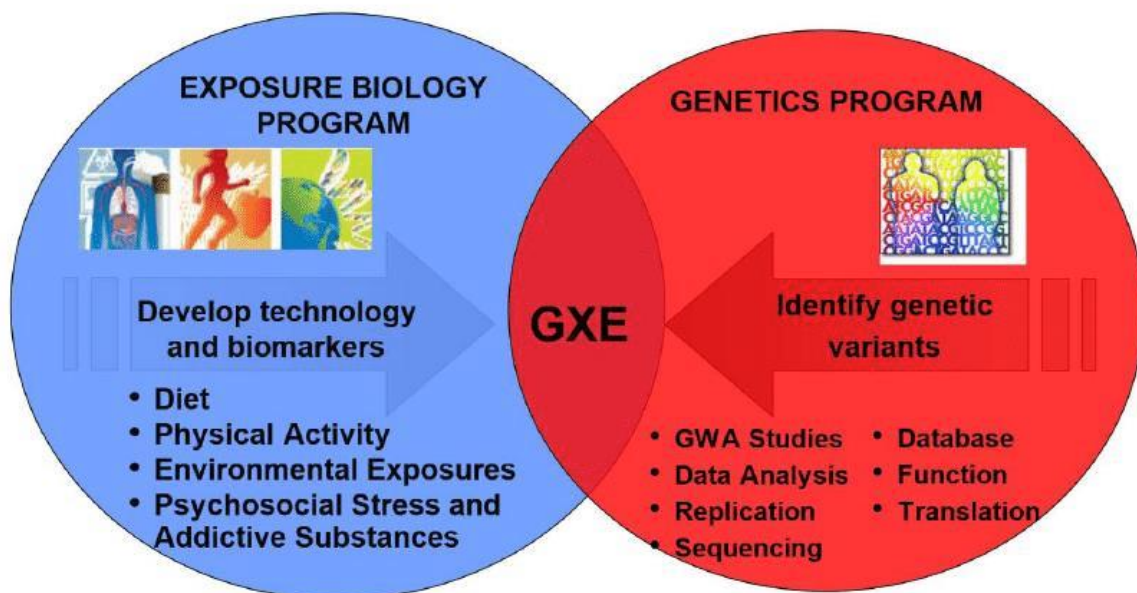 EXPOSURE BIOLOGY
PROGRAM
Develop technology
and biomarkers
• Diet
• Physical Activity
• Environmental Exposures
• Psychosocial Stress and
Addictive Substances
GXE
GENETICS PROGRAM
Identify genetic
variants
• GWA Studies
• Data Analysis
• Replication
• Sequencing
• Database
• Function
• Translation